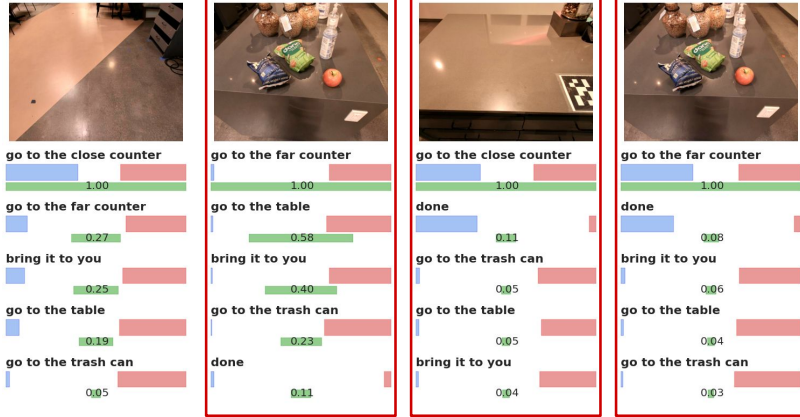 go to the close counter
1.00
go to the far counter
0.27
bring it to you
0.25
go to the table
0.19
go to the trash can
0.05
go to the far counter
1.00
go to the table
0.58
bring it to you
0.40
go to the trash can
0.23
done
0.11
go to the close counter
1.00
done
0.11
go to the trash can
0.05
go to the table
0.05
bring it to you
0.04
go to the far counter
1.00
done
0.08
bring it to you
0.06
go to the table
0.04
go to the trash can
0.03